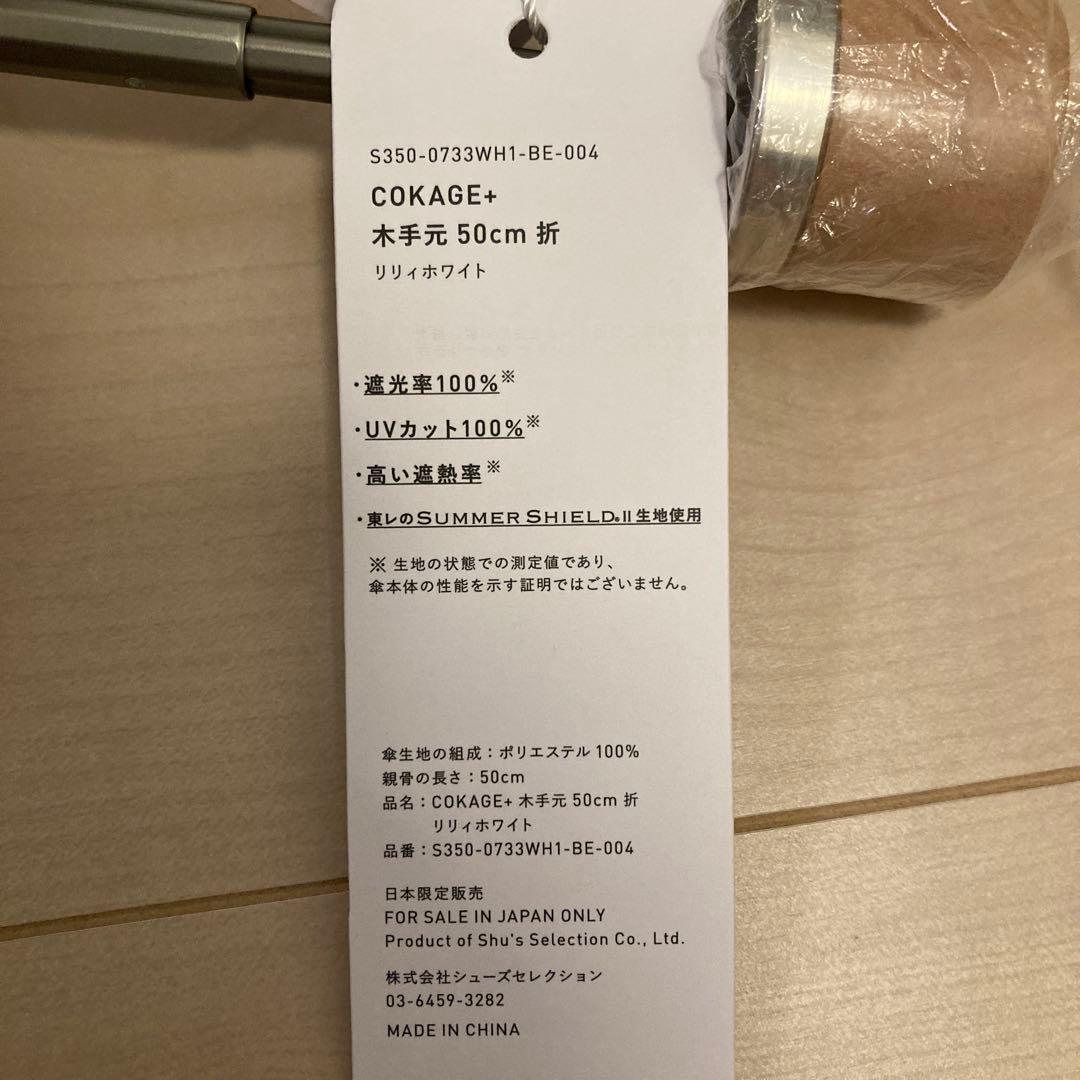 S350-0733WH1-BE-004
COKAGE+
木手元 50cm 折
リリィホワイト
・遮光率100%※
・UVカット100%※
・高い遮熱率※
・東レのSUMMER SHIELD®II生地使用
※ 生地の状態での測定値であり、
傘本体の性能を示す証明ではございません。
傘生地の組成：ポリエステル 100%
親骨の長さ：50cm
品名：COKAGE+ 木手元 50cm 折
リリィホワイト
品番：S350-0733WH1-BE-004
日本限定販売
FOR SALE IN JAPAN ONLY
Product of Shu's Selection Co., Ltd.
株式会社シューズセレクション
03-6459-3282
MADE IN CHINA